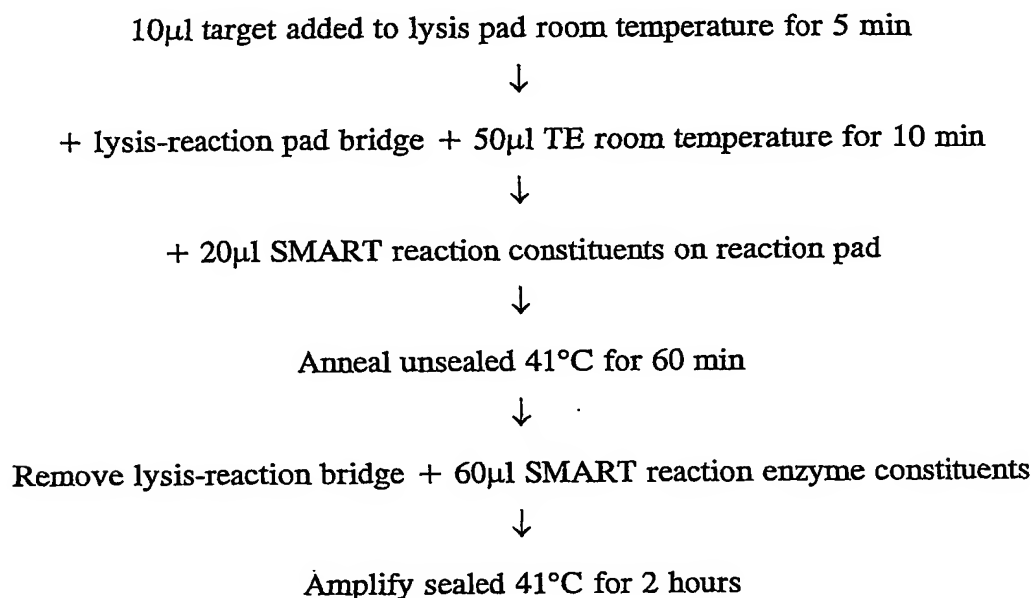 10µl target added to lysis pad room temperature for 5 min
↓
+ lysis-reaction pad bridge + 50µl TE room temperature for 10 min
↓
+ 20µl SMART reaction constituents on reaction pad
↓
Anneal unsealed 41°C for 60 min
↓
Remove lysis-reaction bridge + 60µl SMART reaction enzyme constituents
↓
Amplify sealed 41°C for 2 hours